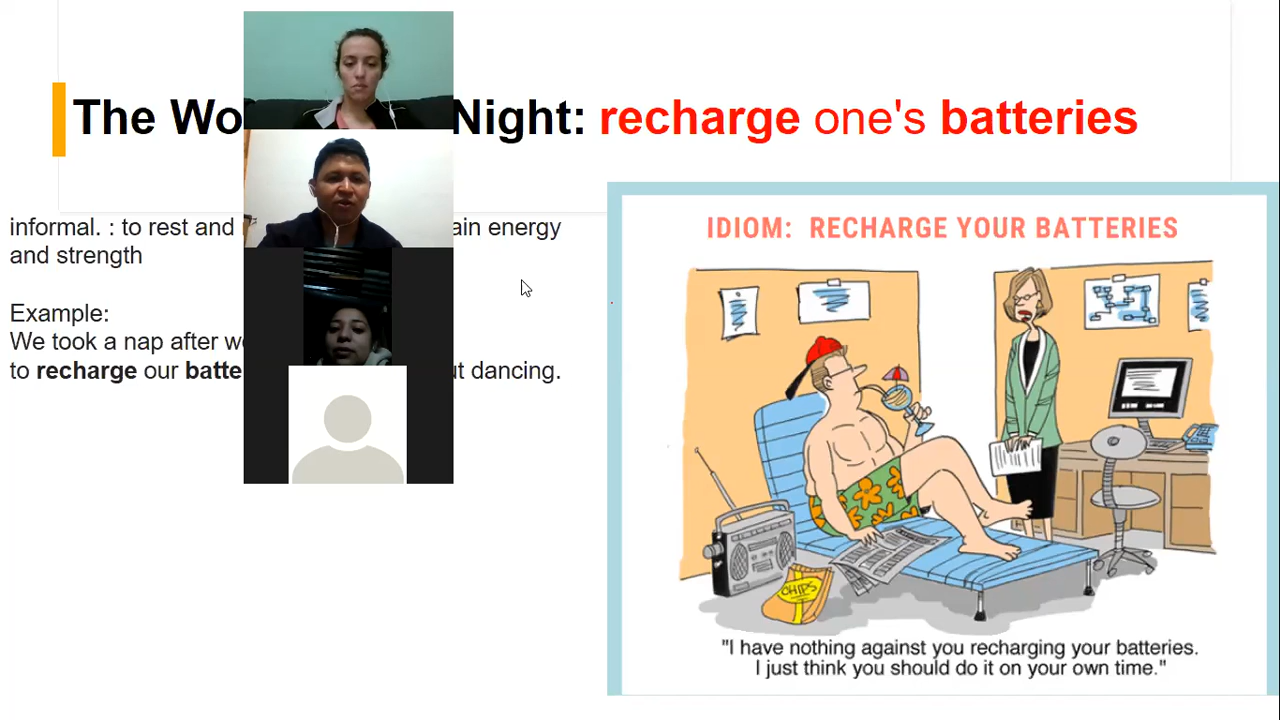 The Wo Night: recharge one's batteries
informal. : to rest and ain energy
and strength
Example:
We took a nap after w
to recharge our batte ut dancing.
IDIOM: RECHARGE YOUR BATTERIES
CHIPS
"I have nothing against you recharging your batteries.
I just think you should do it on your own time."